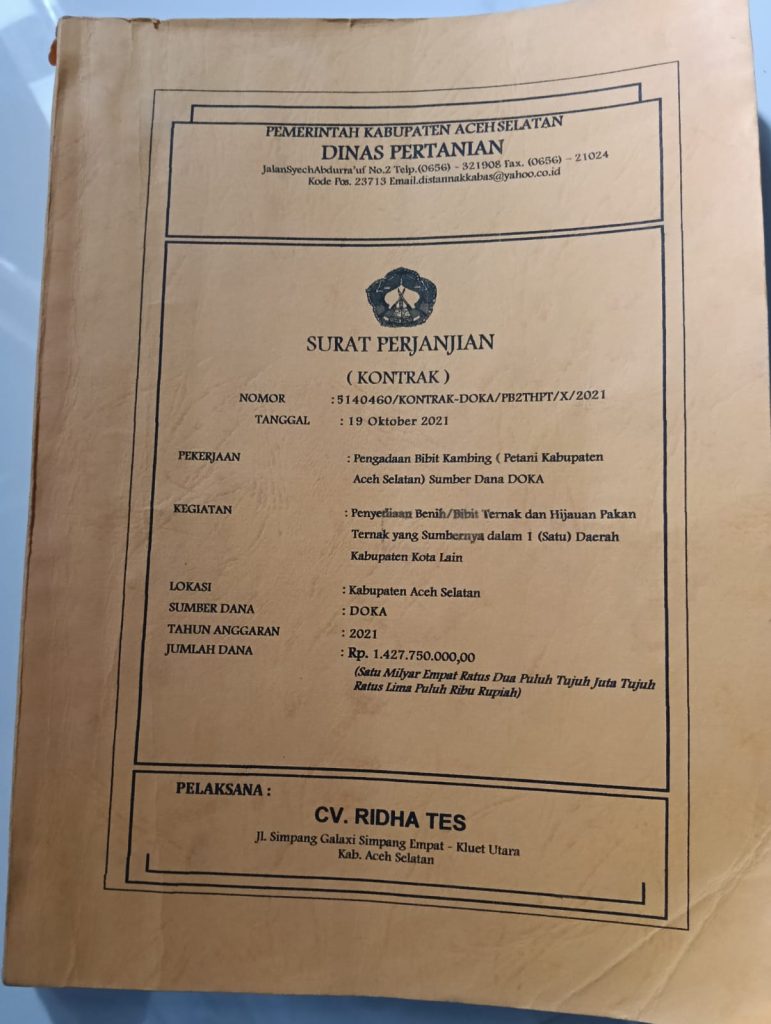 PEMERINTAH KABUPATEN ACEH SELATAN
DINAS PERTANIAN
JalanSyechAbdurra'uf No.2 Telp.(0656) - 321908 Fax. (0656) - 21024
Kode Pos. 23713 Email.distannakkabas@yahoo.co.id
SURAT PERJANJIAN
( KONTRAK )
NOMOR : 5140460/KONTRAK-DOKA/PB2THPT/X/2021
TANGGAL : 19 Oktober 2021
PEKERJAAN : Pengadaan Bibit Kambing ( Petani Kabupaten
Aceh Selatan) Sumber Dana DOKA
KEGIATAN : Penyediaan Benih/Bibit Ternak dan Hijauan Pakan
Ternak yang Sumbernya dalam 1 (Satu) Daerah
Kabupaten Kota Lain
LOKASI : Kabupaten Aceh Selatan
SUMBER DANA : DOKA
TAHUN ANGGARAN : 2021
JUMLAH DANA : Rp. 1.427.750.000,00
(Satu Milyar Empat Ratus Dua Puluh Tujuh Juta Tujuh
Ratus Lima Puluh Ribu Rupiah)
PELAKSANA :
CV. RIDHA TES
Jl. Simpang Galaxi Simpang Empat - Kluet Utara
Kab. Aceh Selatan